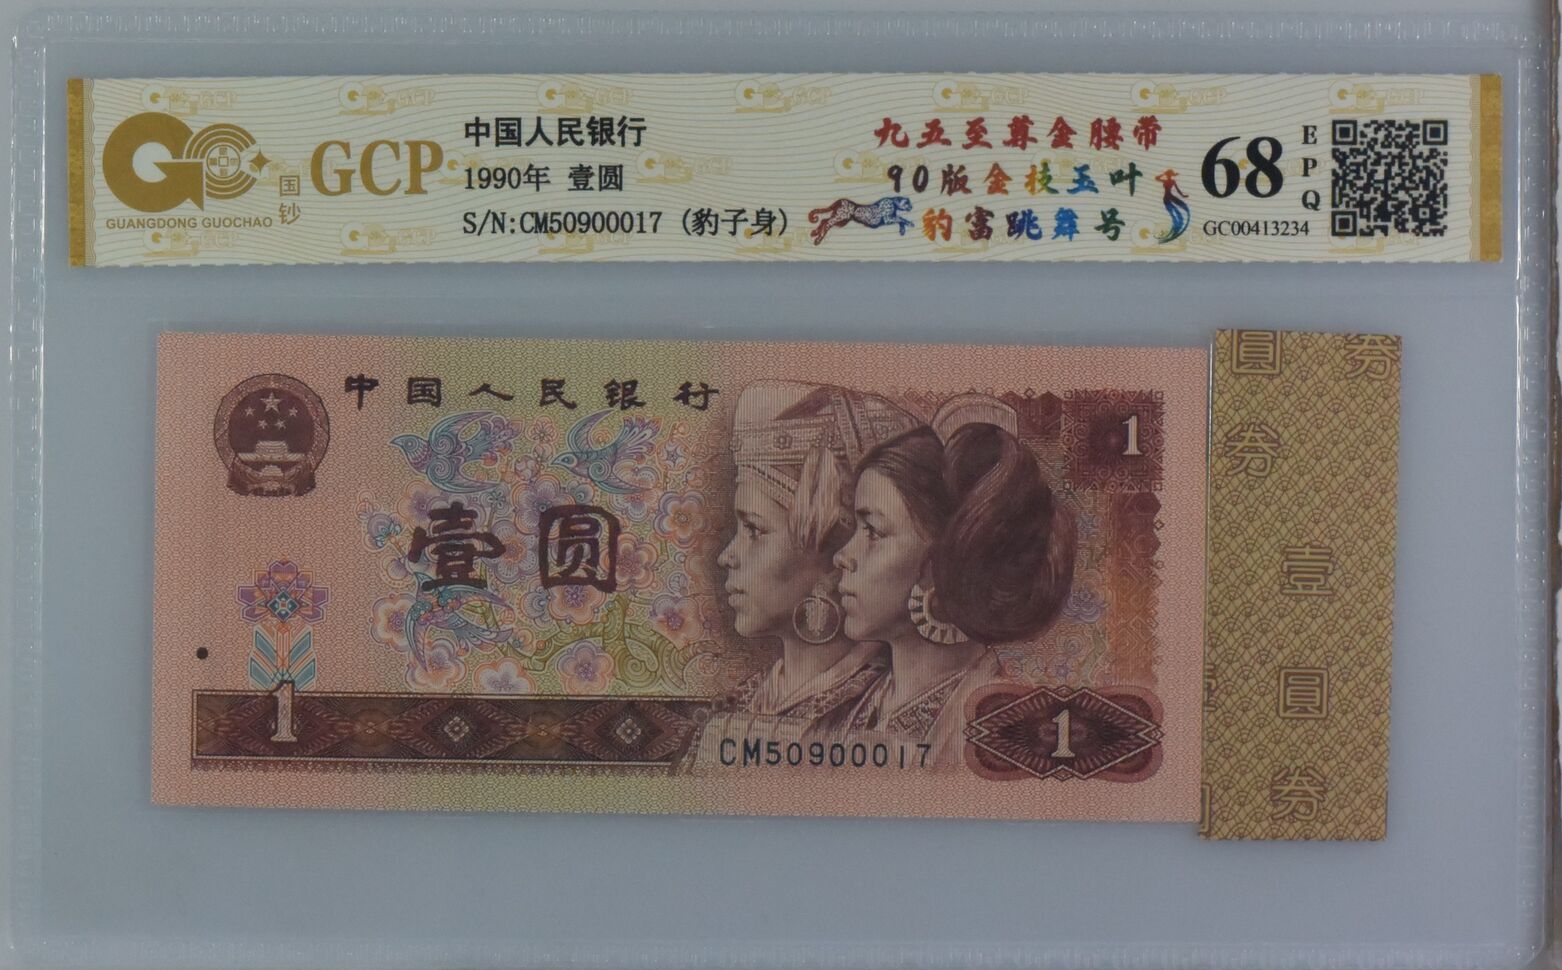 GCP
国钞
GUANGDONG GUOCHAO
中国人民银行
1990年 壹圆
S/N:CM50900017 (豹子身)
九五至尊金腰带
90版金枝玉叶
豹富跳舞号
68
EPQ
GC00413234
中国人民银行
1
壹圆
1
CM50900017
1
圆 券
券
壹
圆
券